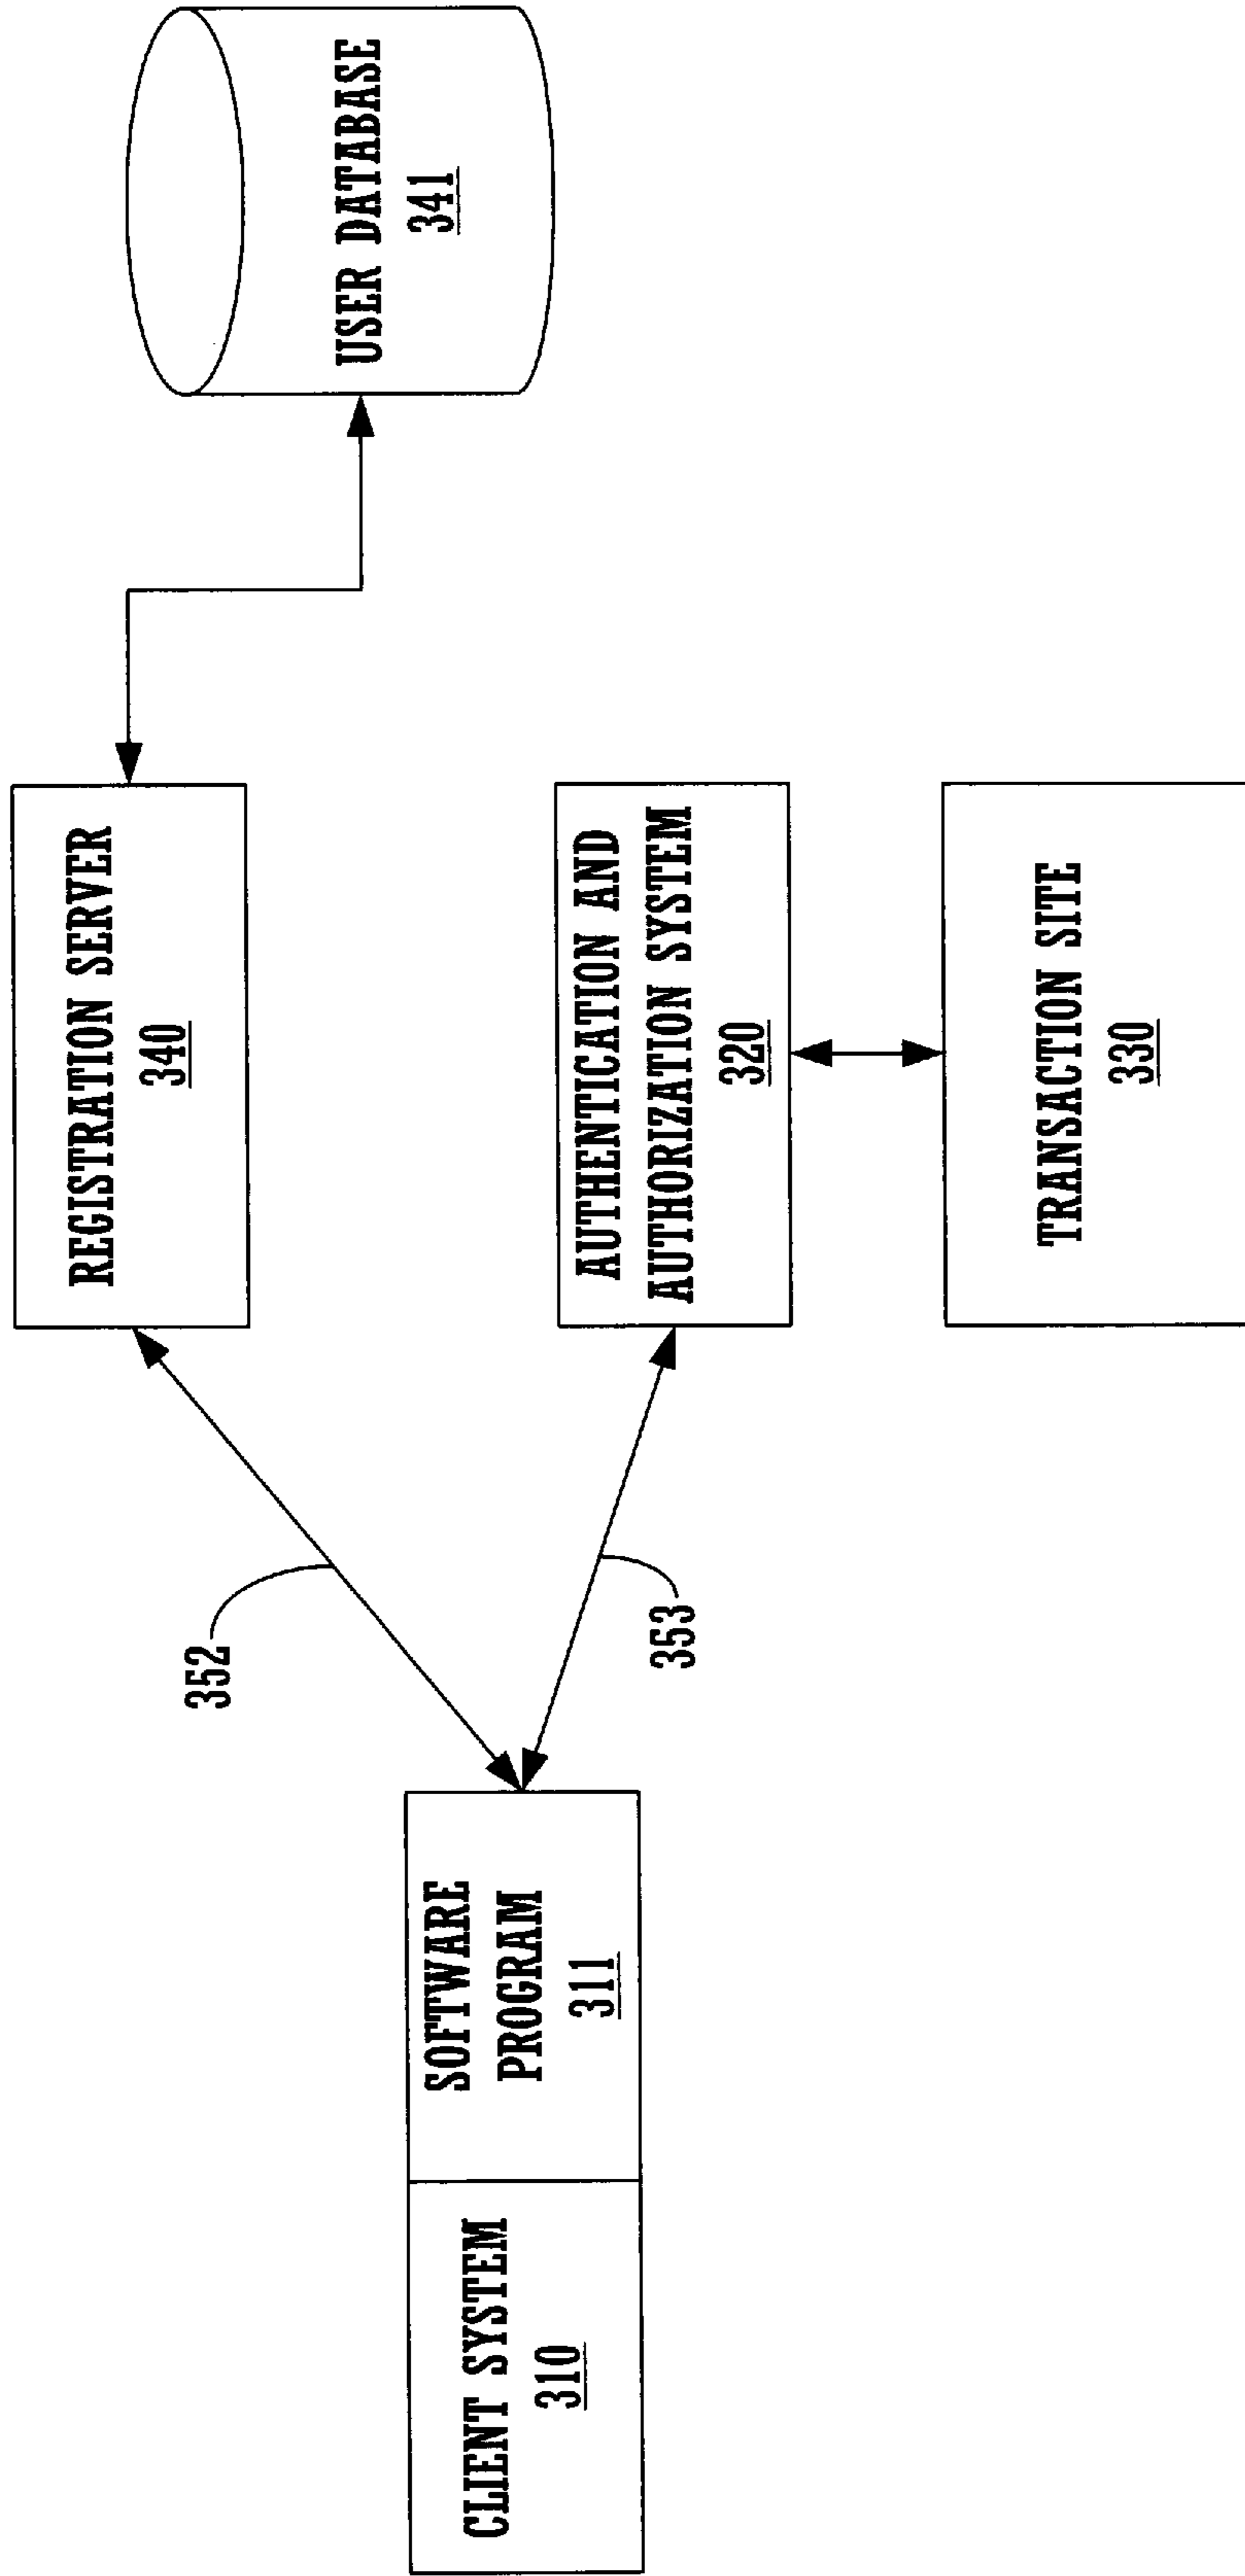 REGISTRATION SERVER
340
USER DATABASE
341
352
CLIENT SYSTEM
310
SOFTWARE
PROGRAM
311
353
AUTHENTICATION AND
AUTHORIZATION SYSTEM
320
TRANSACTION SITE
330